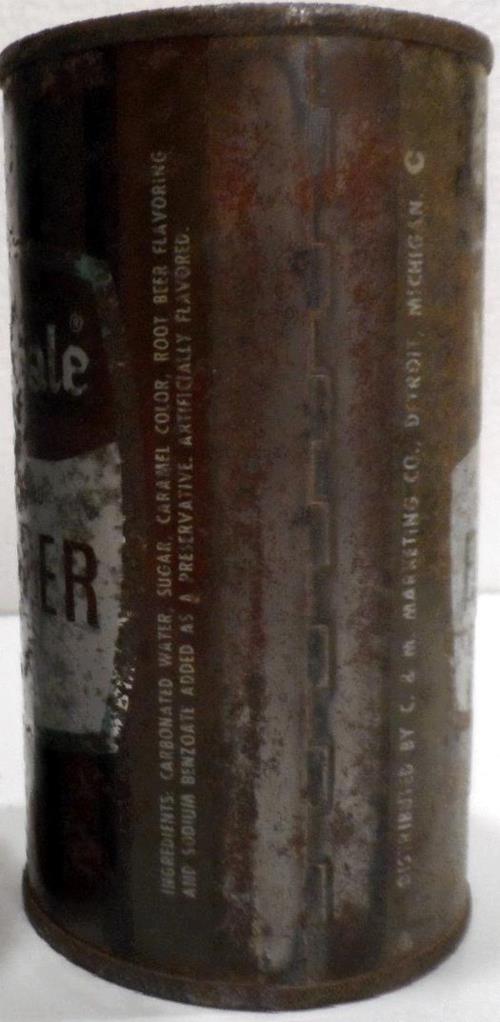 ale®
ER
INGREDIENTS: CARBONATED WATER, SUGAR, CARAMEL COLOR, ROOT BEER FLAVORING
AND SODIUM BENZOATE ADDED AS A PRESERVATIVE. ARTIFICIALLY FLAVORED.
DISTRIBUTED BY C. & M. MARKETING CO., DETROIT, MICHIGAN. C